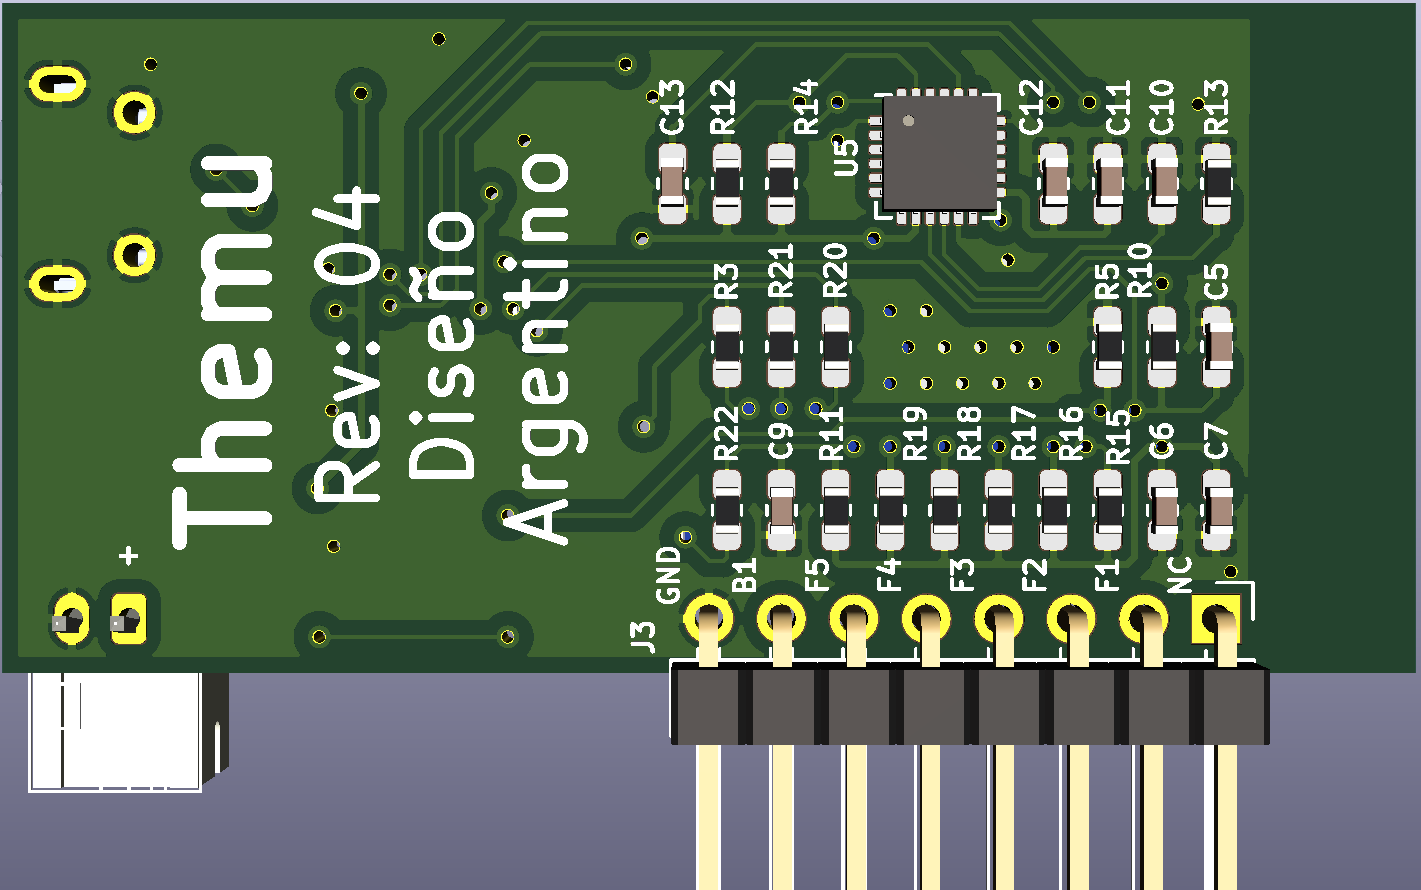 Themu
Rev: 04
Diseño
Argentino
+
C13
R12
R14
U5
C12
C11
C10
R13
R3
R21
R20
R5
R10
C5
R22
C9
R11
R19
R18
R17
R16
R15
C6
C7
J3
GND
B1
F5
F4
F3
F2
F1
NC